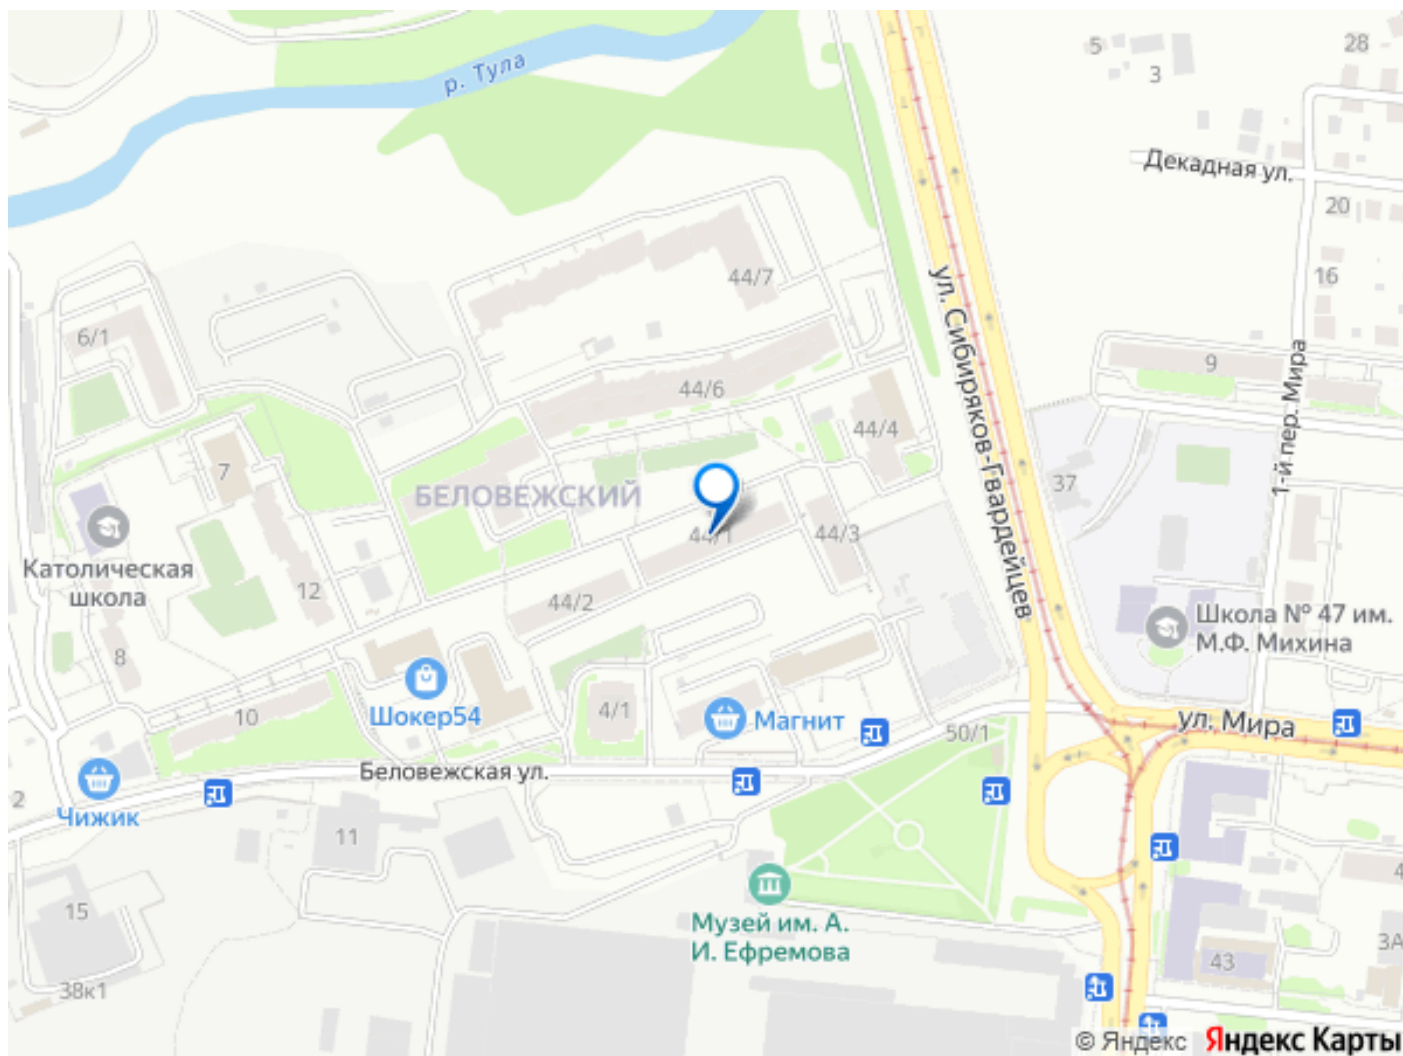 р. Тула
5
3
28
Декадная ул.
20
16
44/7
6/1
ул. Сибиряков-Гвардейцев
9
1-й пер. Мира
44/6
44/4
7
37
БЕЛОВЕЖСКИЙ
44/1
44/3
Католическая
школа
12
44/2
Школа № 47 им.
М.Ф. Михина
8
10
Шокер54
4/1
Магнит
50/1
ул. Мира
Беловежская ул.
2
Чижик
11
15
Музей им. А.
И. Ефремова
4
3А
43
38к1
© Яндекс Яндекс Карты